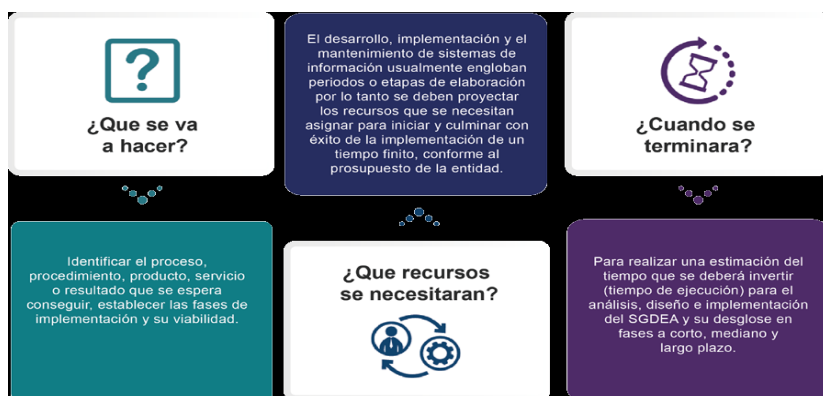 ¿Que se va
a hacer?
Identificar el proceso,
procedimiento, producto, servicio
o resultado que se espera
conseguir, establecer las fases de
implementación y su viabilidad.
El desarrollo, implementación y el
mantenimiento de sistemas de
información usualmente engloban
periodos o etapas de elaboración
por lo tanto se deben proyectar
los recursos que se necesitan
asignar para iniciar y culminar con
éxito de la implementación de un
tiempo finito, conforme al
prosupuesto de la entidad.
¿Que recursos
se necesitaran?
¿Cuando se
terminara?
Para realizar una estimación del
tiempo que se deberá invertir
(tiempo de ejecución) para el
análisis, diseño e implementación
del SGDEA y su desglose en
fases a corto, mediano y
largo plazo.